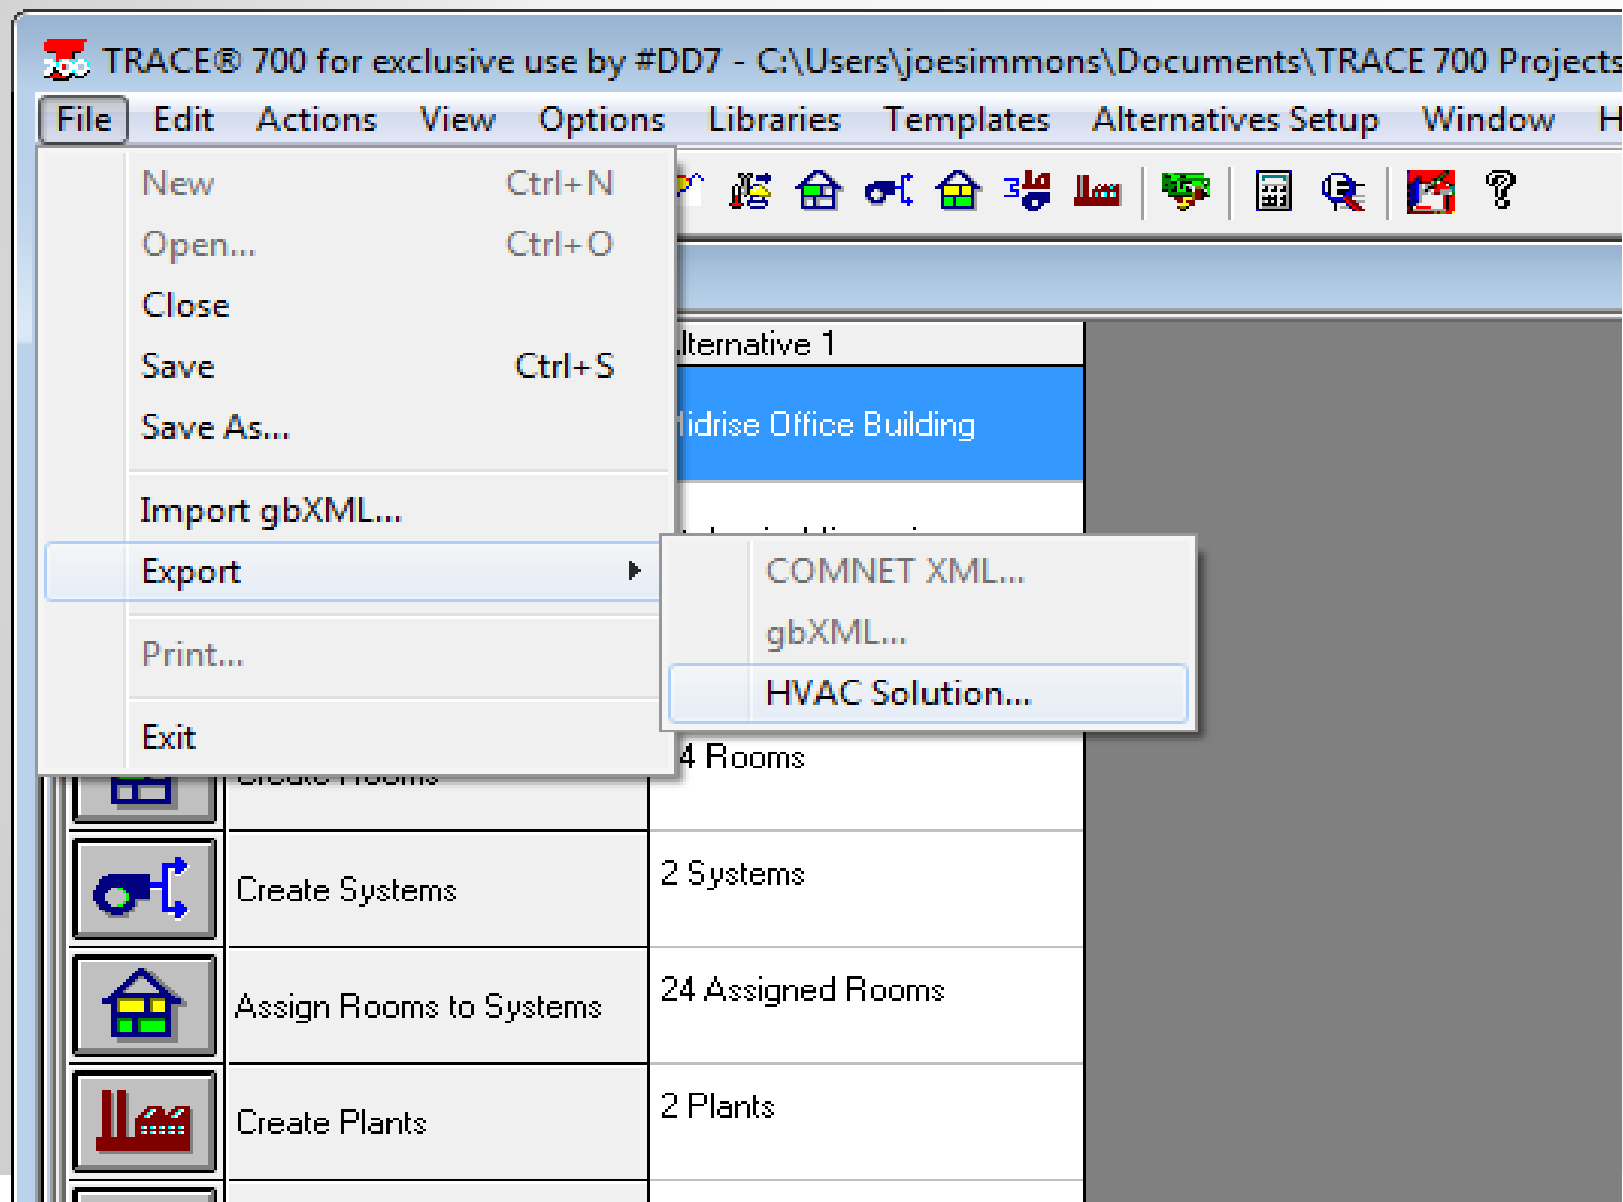 TRACE® 700 for exclusive use by #DD7 - C:\Users\joesimmons\Documents\TRACE 700 Projects
File Edit Actions View Options Libraries Templates Alternatives Setup Window H
New Ctrl+N
Open... Ctrl+O
Close
Save Ctrl+S
Save As...
Import gbXML...
Export
Print...
Exit
lternative 1
idrise Office Building
COMNET XML...
gbXML...
HVAC Solution...
4 Rooms
Create Rooms
Create Systems
2 Systems
Assign Rooms to Systems
24 Assigned Rooms
Create Plants
2 Plants